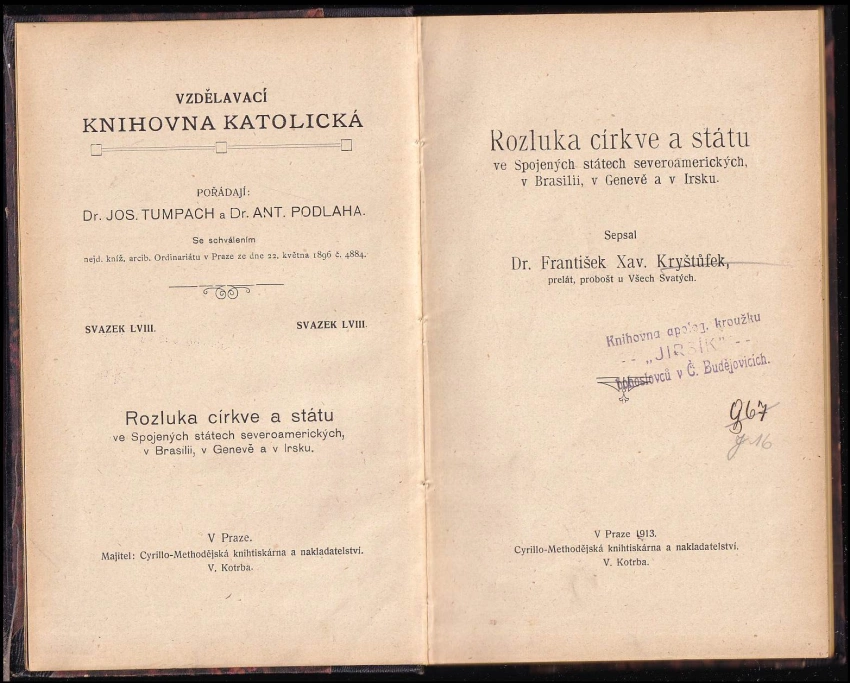 VZDĚLAVACÍ
KNIHOVNA KATOLICKÁ
POŘÁDAJÍ:
Dr. JOS. TUMPACH a Dr. ANT. PODLAHA.
Se schválením
nejd. kníž. arcib. Ordinariátu v Praze ze dne 22. května 1896 č. 4884.
SVAZEK LVIII. SVAZEK LVIII.
Rozluka církve a státu
ve Spojených státech severoamerických,
v Brasilii, v Genevě a v Irsku.
V Praze.
Majitel: Cyrillo-Methodějská knihtiskárna a nakladatelství.
V. Kotrba.
Rozluka církve a státu
ve Spojených státech severoamerických,
v Brasilii, v Genevě a v Irsku.
Sepsal
Dr. František Xav. Kryštůfek,
prelát, probošt u Všech Svatých.
Knihovna apolog. kroužku
"JIRSÍK"
bohoslovců v Č. Budějovicích.
967
V Praze 1913.
Cyrillo-Methodějská knihtiskárna a nakladatelství.
V. Kotrba.